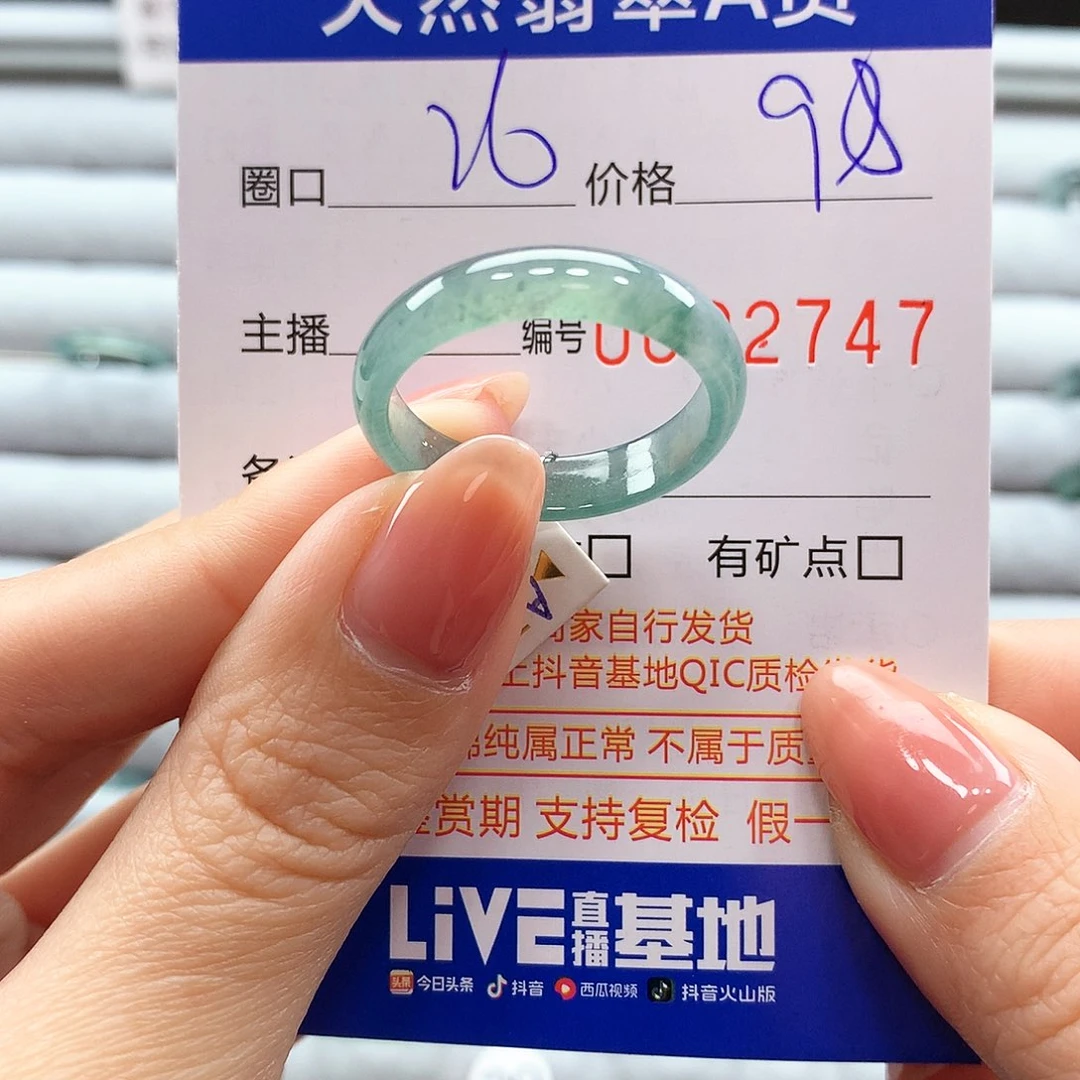 天然翡翠A货
圈口 26 价格 98
主播 编号 2747
有矿点
家自行发货
抖音基地QIC质检
纯属正常 不属于质
赏期 支持复检 假一
A
LiVE直播基地
今日头条 抖音 西瓜视频 抖音火山版